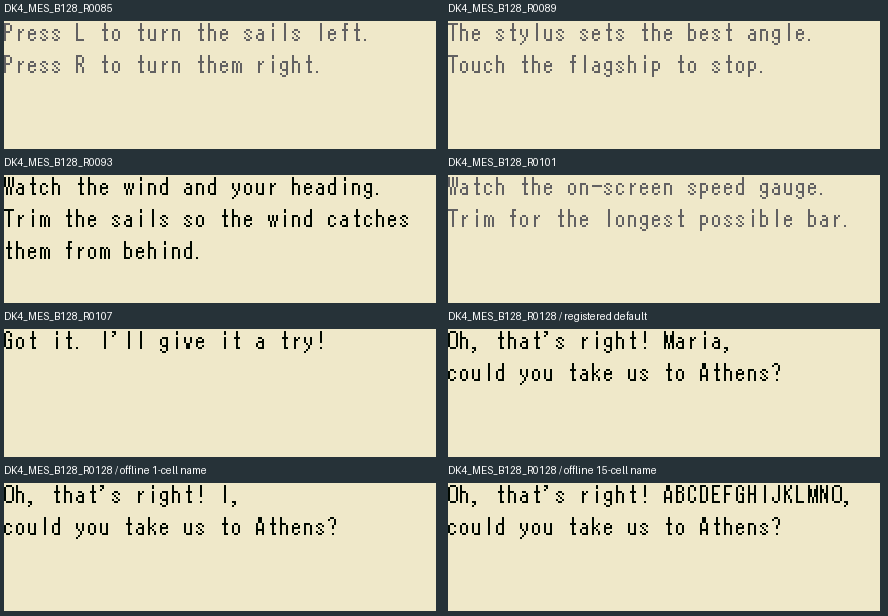 DK4_MES_B128_R0085
Press L to turn the sails left.
Press R to turn them right.
DK4_MES_B128_R0089
The stylus sets the best angle.
Touch the flagship to stop.
DK4_MES_B128_R0093
Watch the wind and your heading.
Trim the sails so the wind catches
them from behind.
DK4_MES_B128_R0101
Watch the on-screen speed gauge.
Trim for the longest possible bar.
DK4_MES_B128_R0107
Got it. I'll give it a try!
DK4_MES_B128_R0128 / registered default
Oh, that's right! Maria,
could you take us to Athens?
DK4_MES_B128_R0128 / offline 1-cell name
Oh, that's right! I,
could you take us to Athens?
DK4_MES_B128_R0128 / offline 15-cell name
Oh, that's right! ABCDEFGHIJKLMNO,
could you take us to Athens?